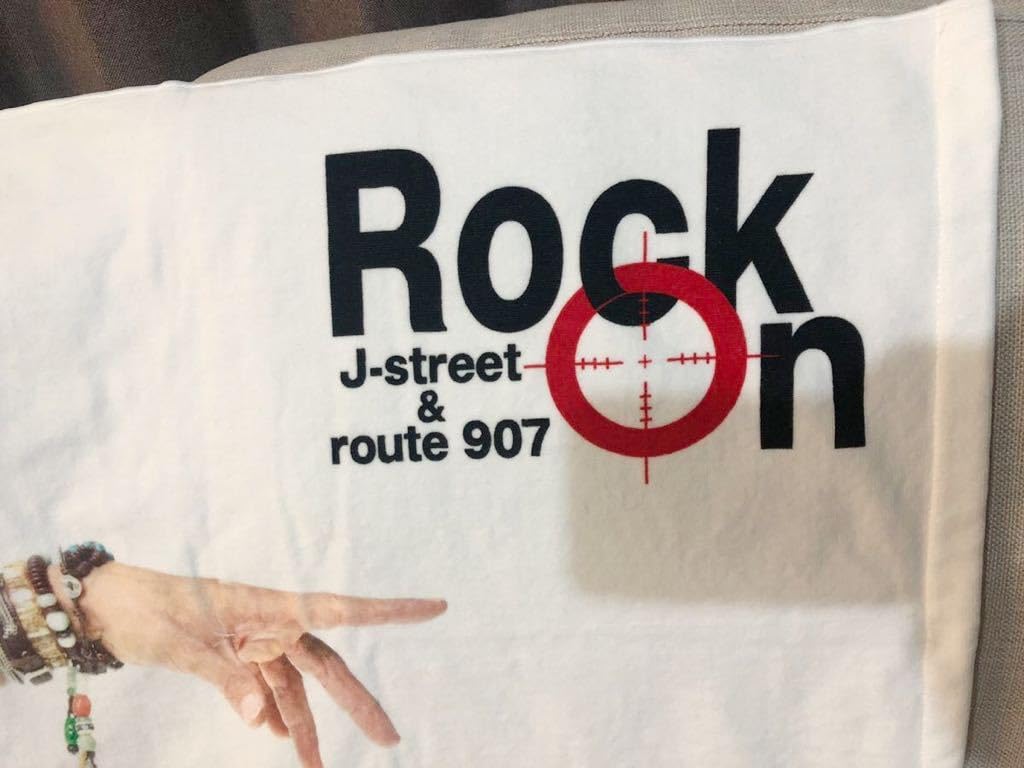 Rock
On
J-street
&
route 907